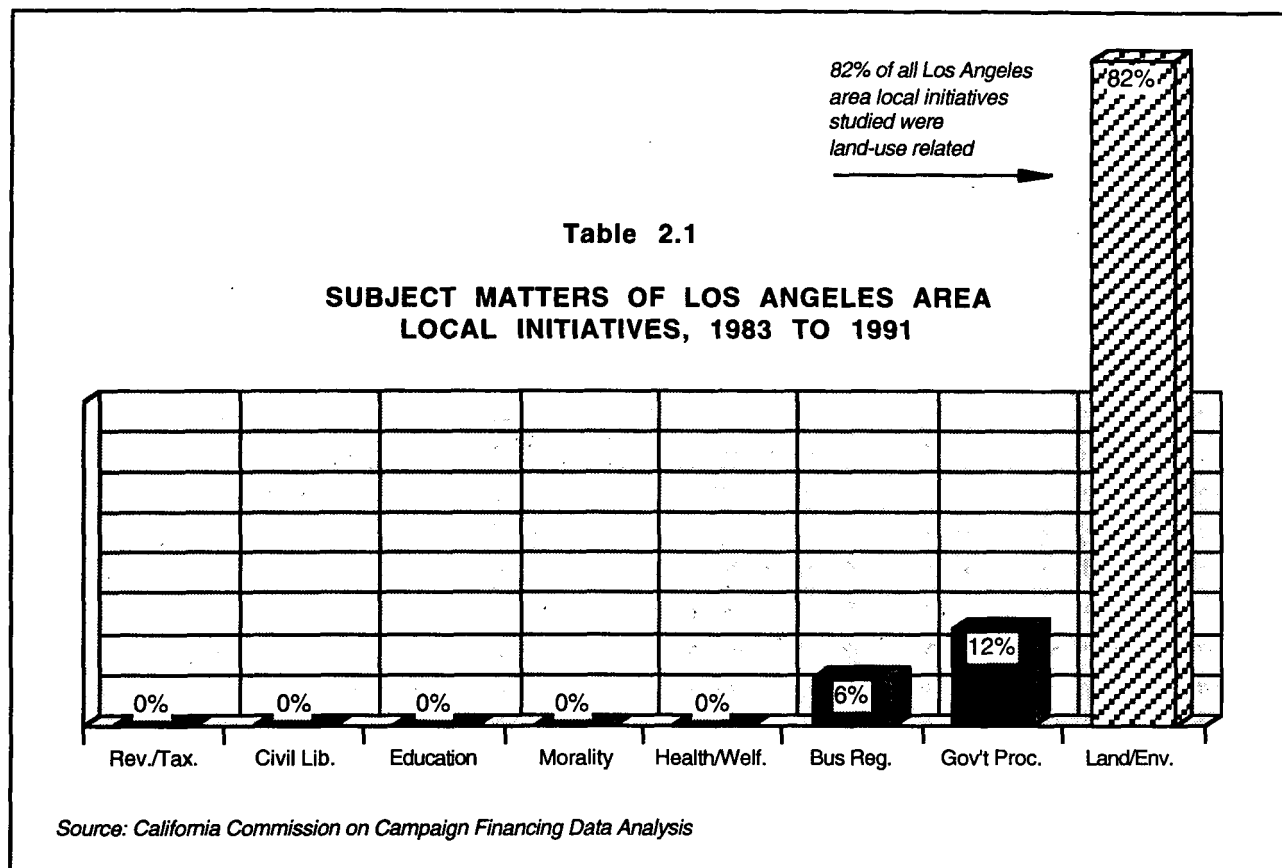 82% of all Los Angeles
area local initiatives
studied were
land-use related
82%
Table 2.1
SUBJECT MATTERS OF LOS ANGELES AREA
LOCAL INITIATIVES, 1983 TO 1991
0%
0%
0%
0%
0%
6%
12%
Rev./Tax.
Civil Lib.
Education
Morality
Health/Welf.
Bus Reg.
Gov't Proc.
Land/Env.
Source: California Commission on Campaign Financing Data Analysis